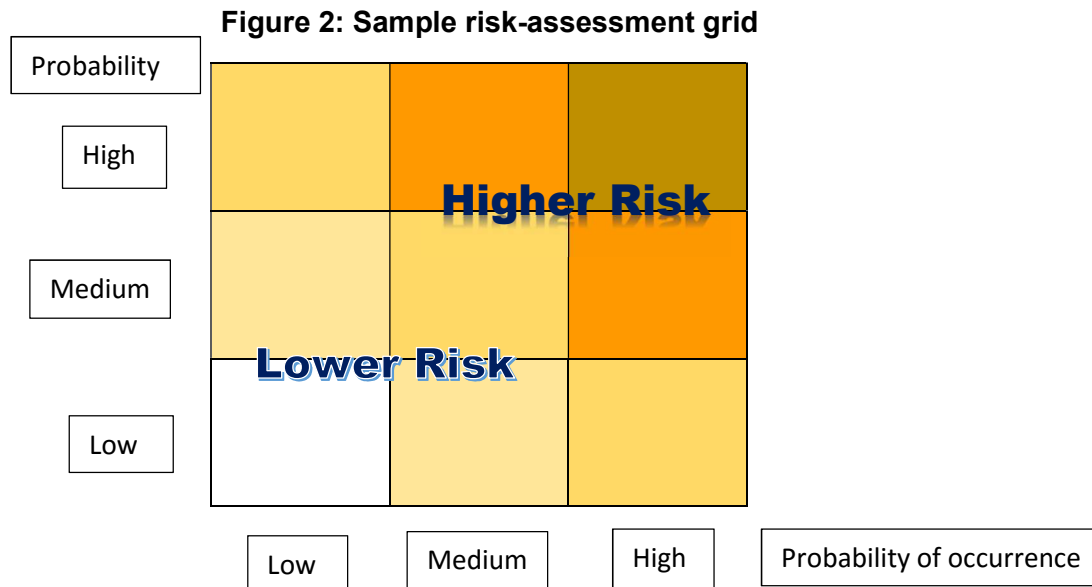 Figure 2: Sample risk-assessment grid
Probability
High
Higher Risk
Medium
Lower Risk
Low
Low
Medium
High
Probability of occurrence